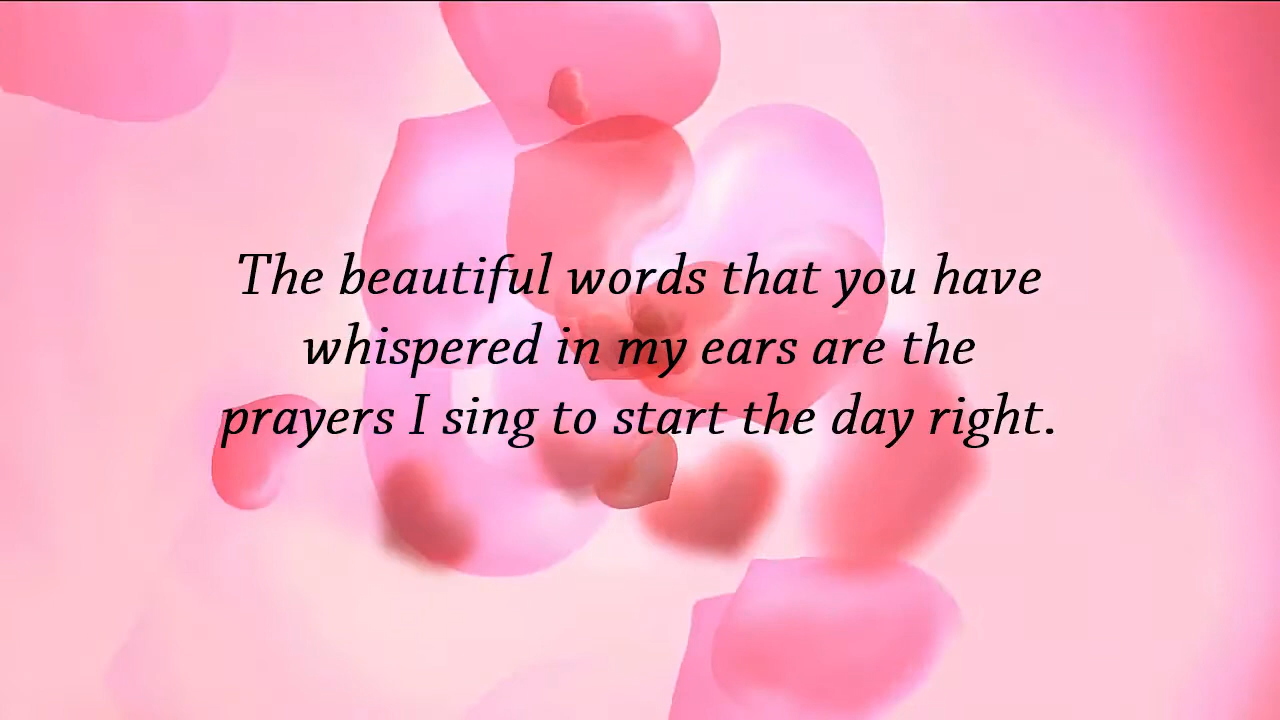 The beautiful words that you have
whispered in my ears are the
prayers I sing to start the day right.